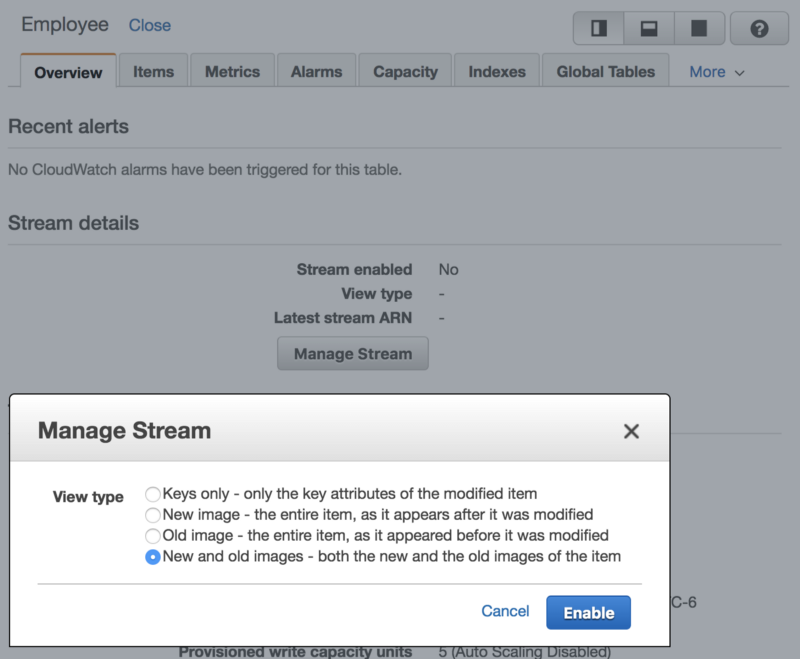 Employee Close
Overview Items Metrics Alarms Capacity Indexes Global Tables More
Recent alerts
No CloudWatch alarms have been triggered for this table.
Stream details
Stream enabled No
View type -
Latest stream ARN -
Manage Stream
Manage Stream
View type
Keys only - only the key attributes of the modified item
New image - the entire item, as it appears after it was modified
Old image - the entire item, as it appeared before it was modified
New and old images - both the new and the old images of the item
Cancel Enable
C-6
Provisioned write capacity units 5 (Auto Scaling Disabled)